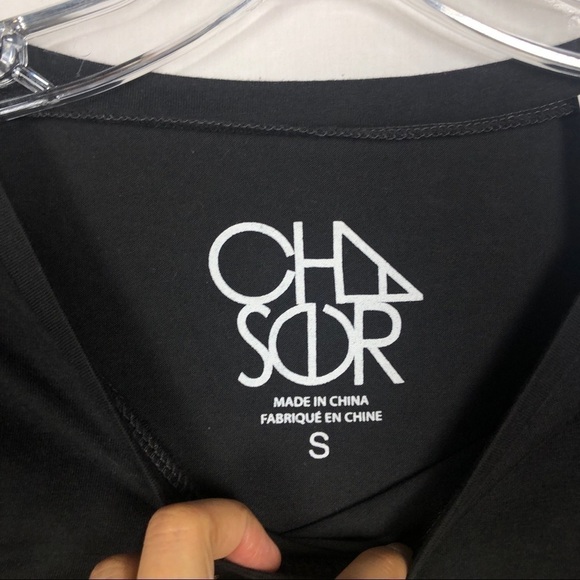 CHA
SER
MADE IN CHINA
FABRIQUÉ EN CHINE
S